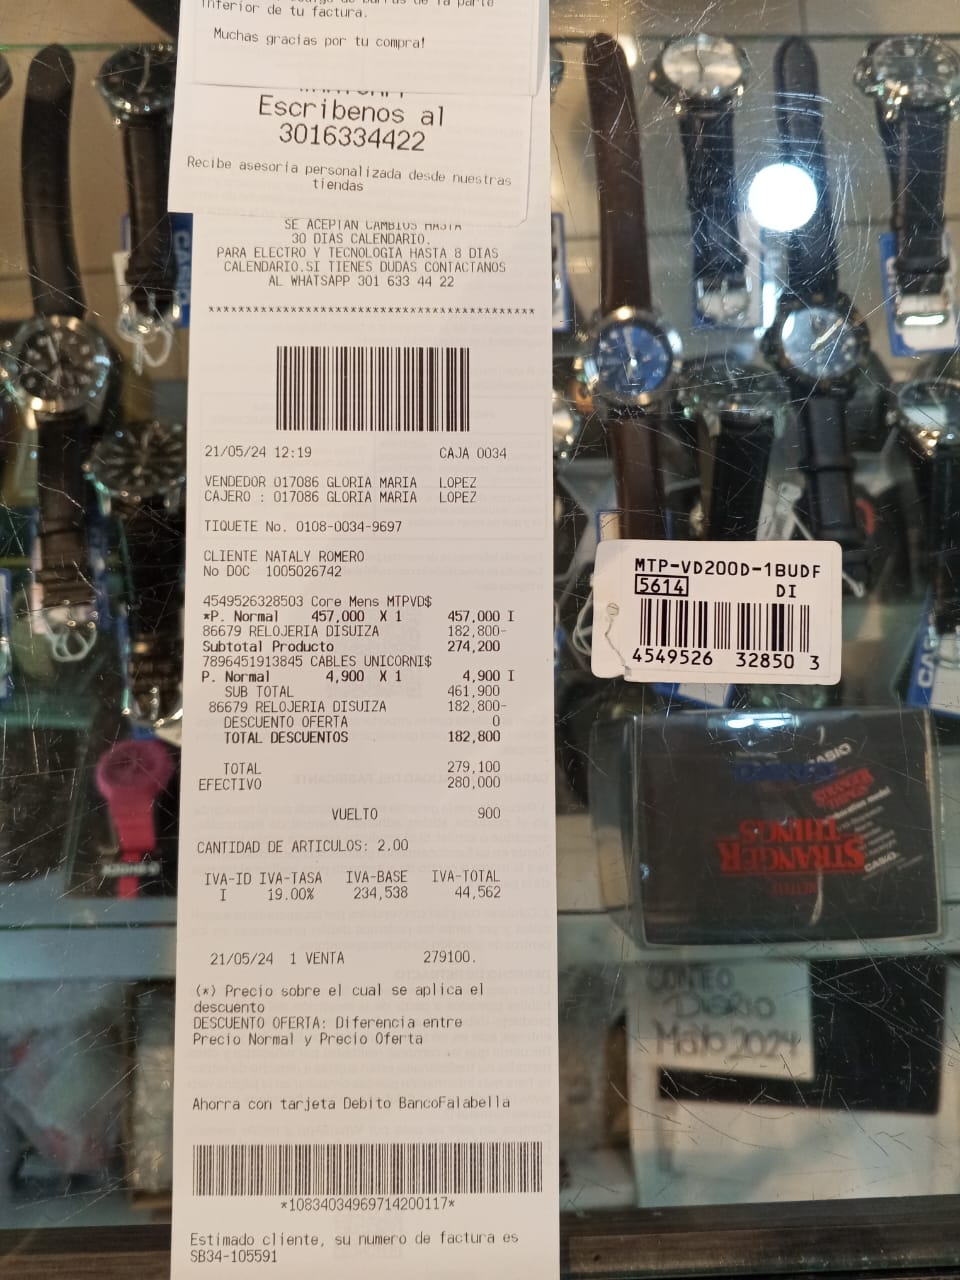 inferior de tu factura.
Muchas gracias por tu compra!
Escribenos al
3016334422
Recibe asesoria personalizada desde nuestras
tiendas
SE ACEPTAN CAMBIOS HASTA
30 DIAS CALENDARIO.
PARA ELECTRO Y TECNOLOGIA HASTA 8 DIAS
CALENDARIO.SI TIENES DUDAS CONTACTANOS
AL WHATSAPP 301 633 44 22
******************************************
21/05/24 12:19 CAJA 0034
VENDEDOR 017086 GLORIA MARIA LOPEZ
CAJERO : 017086 GLORIA MARIA LOPEZ
TIQUETE No. 0108-0034-9697
CLIENTE NATALY ROMERO
No DOC 1005026742
4549526328503 Core Mens MTPVD$
*P. Normal 457,000 X 1 457,000 I
86679 RELOJERIA DISUIZA 182,800-
Subtotal Producto 274,200
7896451913845 CABLES UNICORNI$
P. Normal 4,900 X 1 4,900 I
SUB TOTAL 461,900
86679 RELOJERIA DISUIZA 182,800-
DESCUENTO OFERTA 0
TOTAL DESCUENTOS 182,800
TOTAL 279,100
EFECTIVO 280,000
VUELTO 900
CANTIDAD DE ARTICULOS: 2.00
IVA-ID IVA-TASA IVA-BASE IVA-TOTAL
I 19.00% 234,538 44,562
21/05/24 1 VENTA 279100.
(*) Precio sobre el cual se aplica el
descuento
DESCUENTO OFERTA: Diferencia entre
Precio Normal y Precio Oferta
Ahorra con tarjeta Debito BancoFalabella
*10834034969714200117*
Estimado cliente, su numero de factura es
SB34-105591
MTP-VD200D-1BUDF
5614 DI
4549526 32850 3
CASIO
STRANGER
THINGS
CASIO
STRANGER
THINGS
NETFLIX
CASIO
CONTEO
DIARIO
Mayo 2024